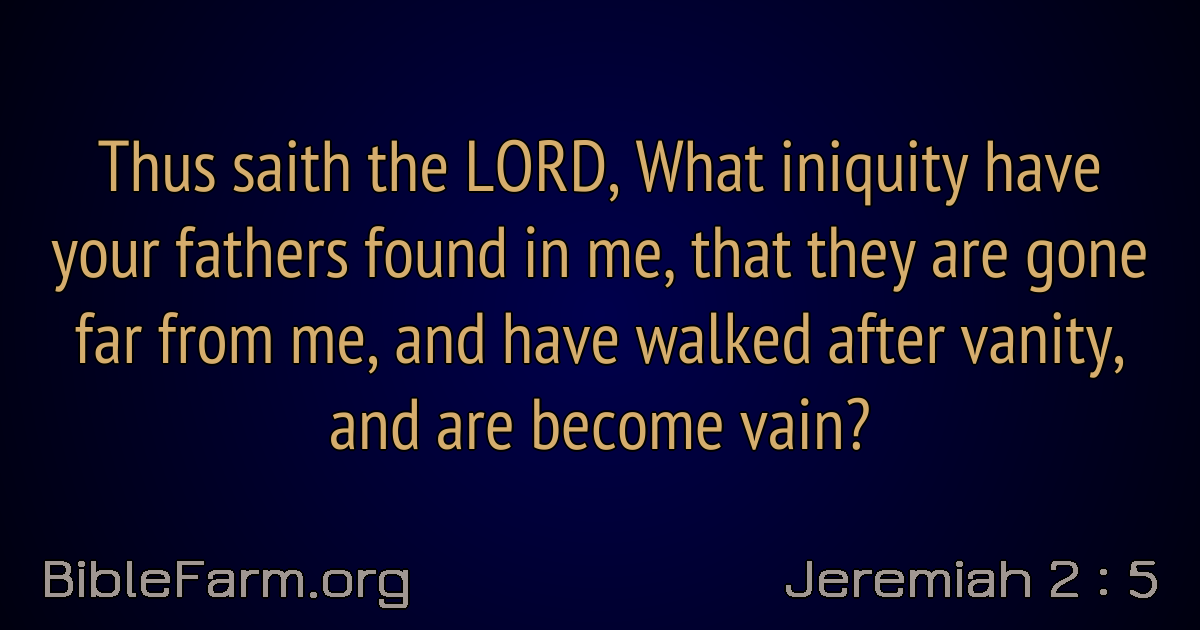 Thus saith the LORD, What iniquity have
your fathers found in me, that they are gone
far from me, and have walked after vanity,
and are become vain?
BibleFarm.org
Jeremiah 2 : 5